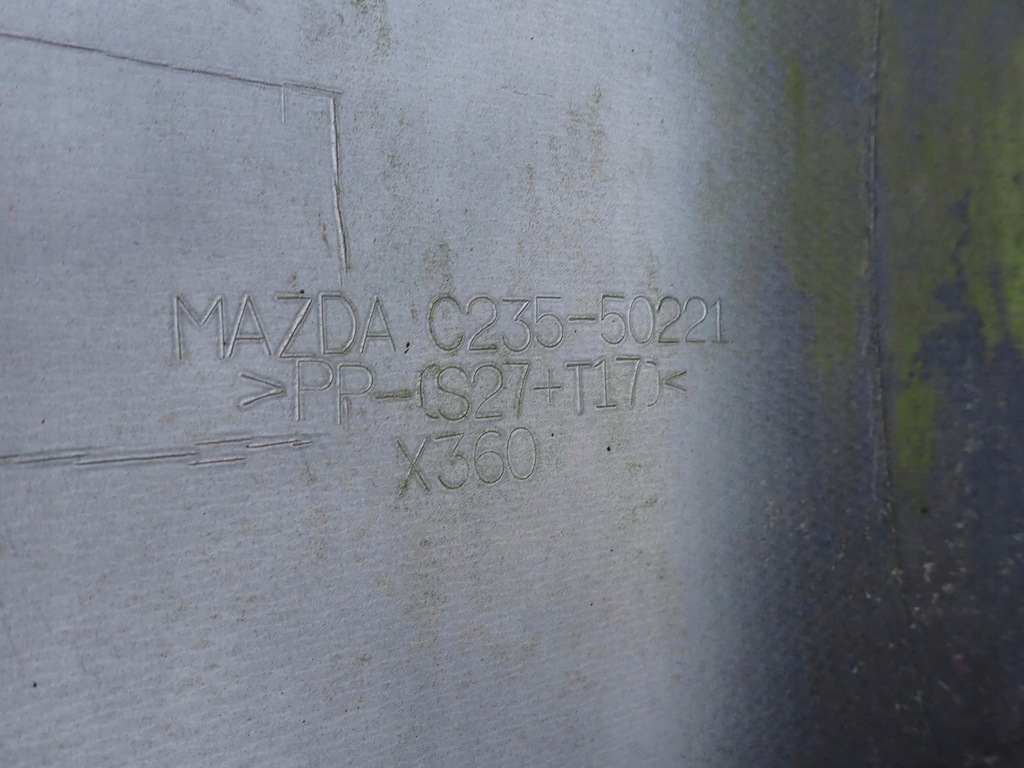 MAZDA C235-50221
>PP-(S27+T17)<
X360